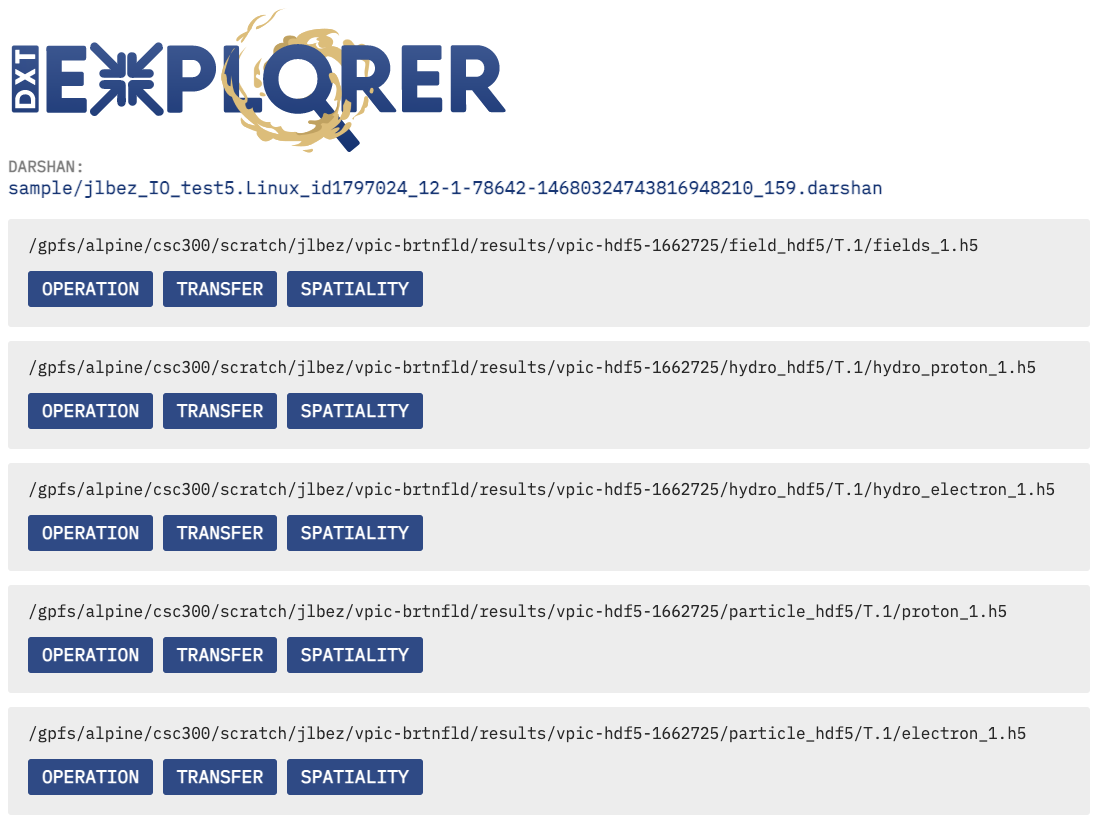 DXT EXPLORER
DARSHAN:
sample/jlbez_IO_test5.Linux_id1797024_12-1-78642-14680324743816948210_159.darshan
/gpfs/alpine/csc300/scratch/jlbez/vpic-brtnfld/results/vpic-hdf5-1662725/field_hdf5/T.1/fields_1.h5
OPERATION TRANSFER SPATIALITY
/gpfs/alpine/csc300/scratch/jlbez/vpic-brtnfld/results/vpic-hdf5-1662725/hydro_hdf5/T.1/hydro_proton_1.h5
OPERATION TRANSFER SPATIALITY
/gpfs/alpine/csc300/scratch/jlbez/vpic-brtnfld/results/vpic-hdf5-1662725/hydro_hdf5/T.1/hydro_electron_1.h5
OPERATION TRANSFER SPATIALITY
/gpfs/alpine/csc300/scratch/jlbez/vpic-brtnfld/results/vpic-hdf5-1662725/particle_hdf5/T.1/proton_1.h5
OPERATION TRANSFER SPATIALITY
/gpfs/alpine/csc300/scratch/jlbez/vpic-brtnfld/results/vpic-hdf5-1662725/particle_hdf5/T.1/electron_1.h5
OPERATION TRANSFER SPATIALITY